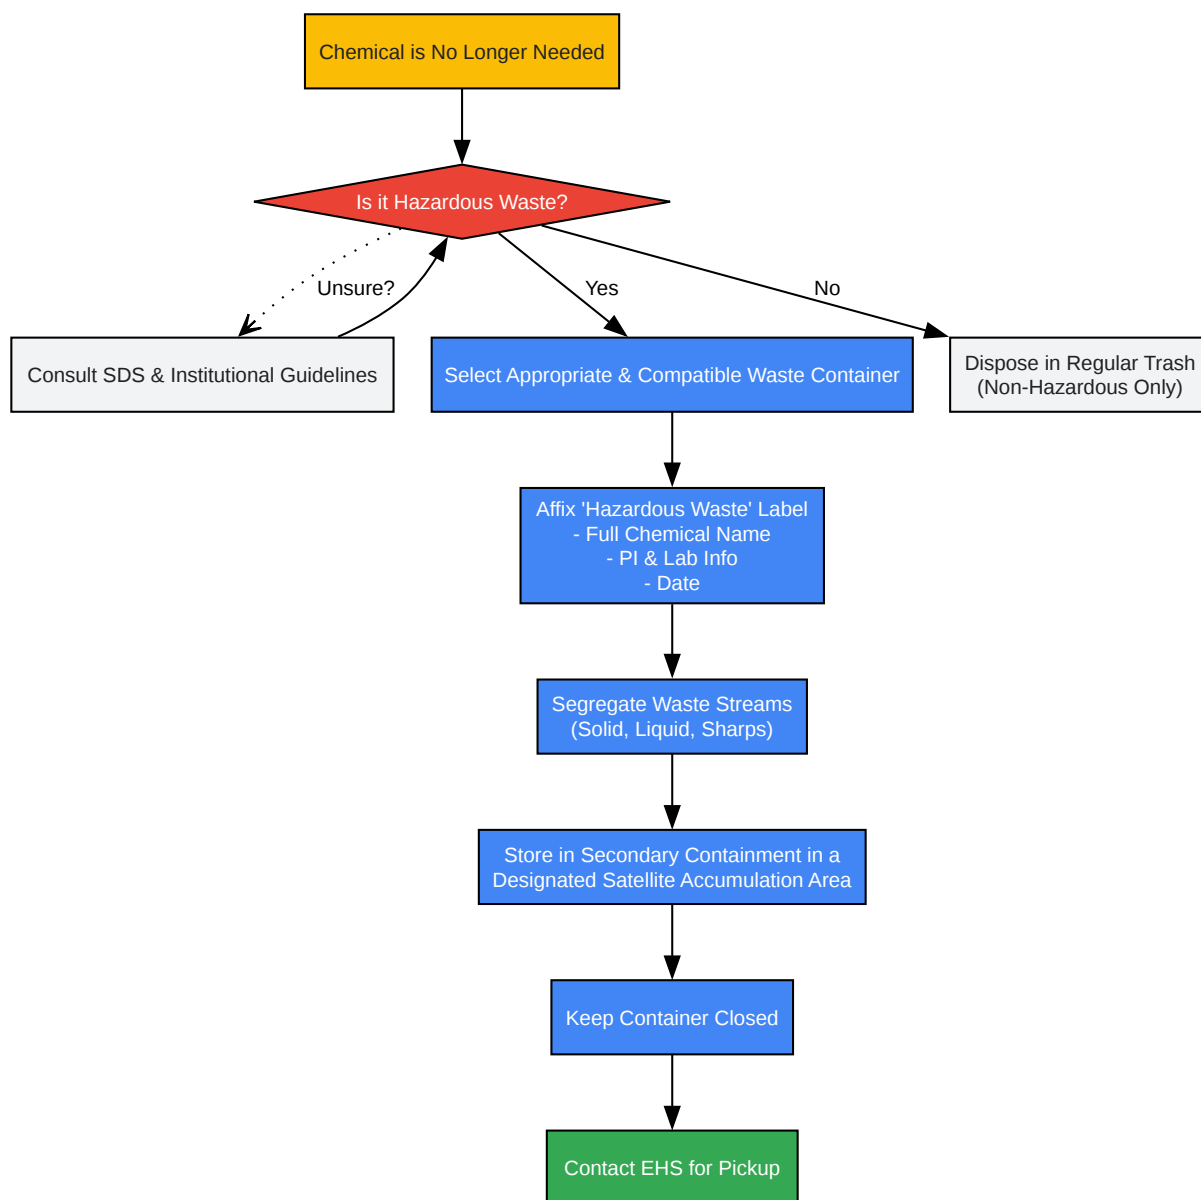 Chemical is No Longer Needed
Is it Hazardous Waste?
Unsure?
Yes
No
Consult SDS & Institutional Guidelines
Select Appropriate & Compatible Waste Container
Dispose in Regular Trash
(Non-Hazardous Only)
Affix 'Hazardous Waste' Label
- Full Chemical Name
- PI & Lab Info
- Date
Segregate Waste Streams
(Solid, Liquid, Sharps)
Store in Secondary Containment in a
Designated Satellite Accumulation Area
Keep Container Closed
Contact EHS for Pickup